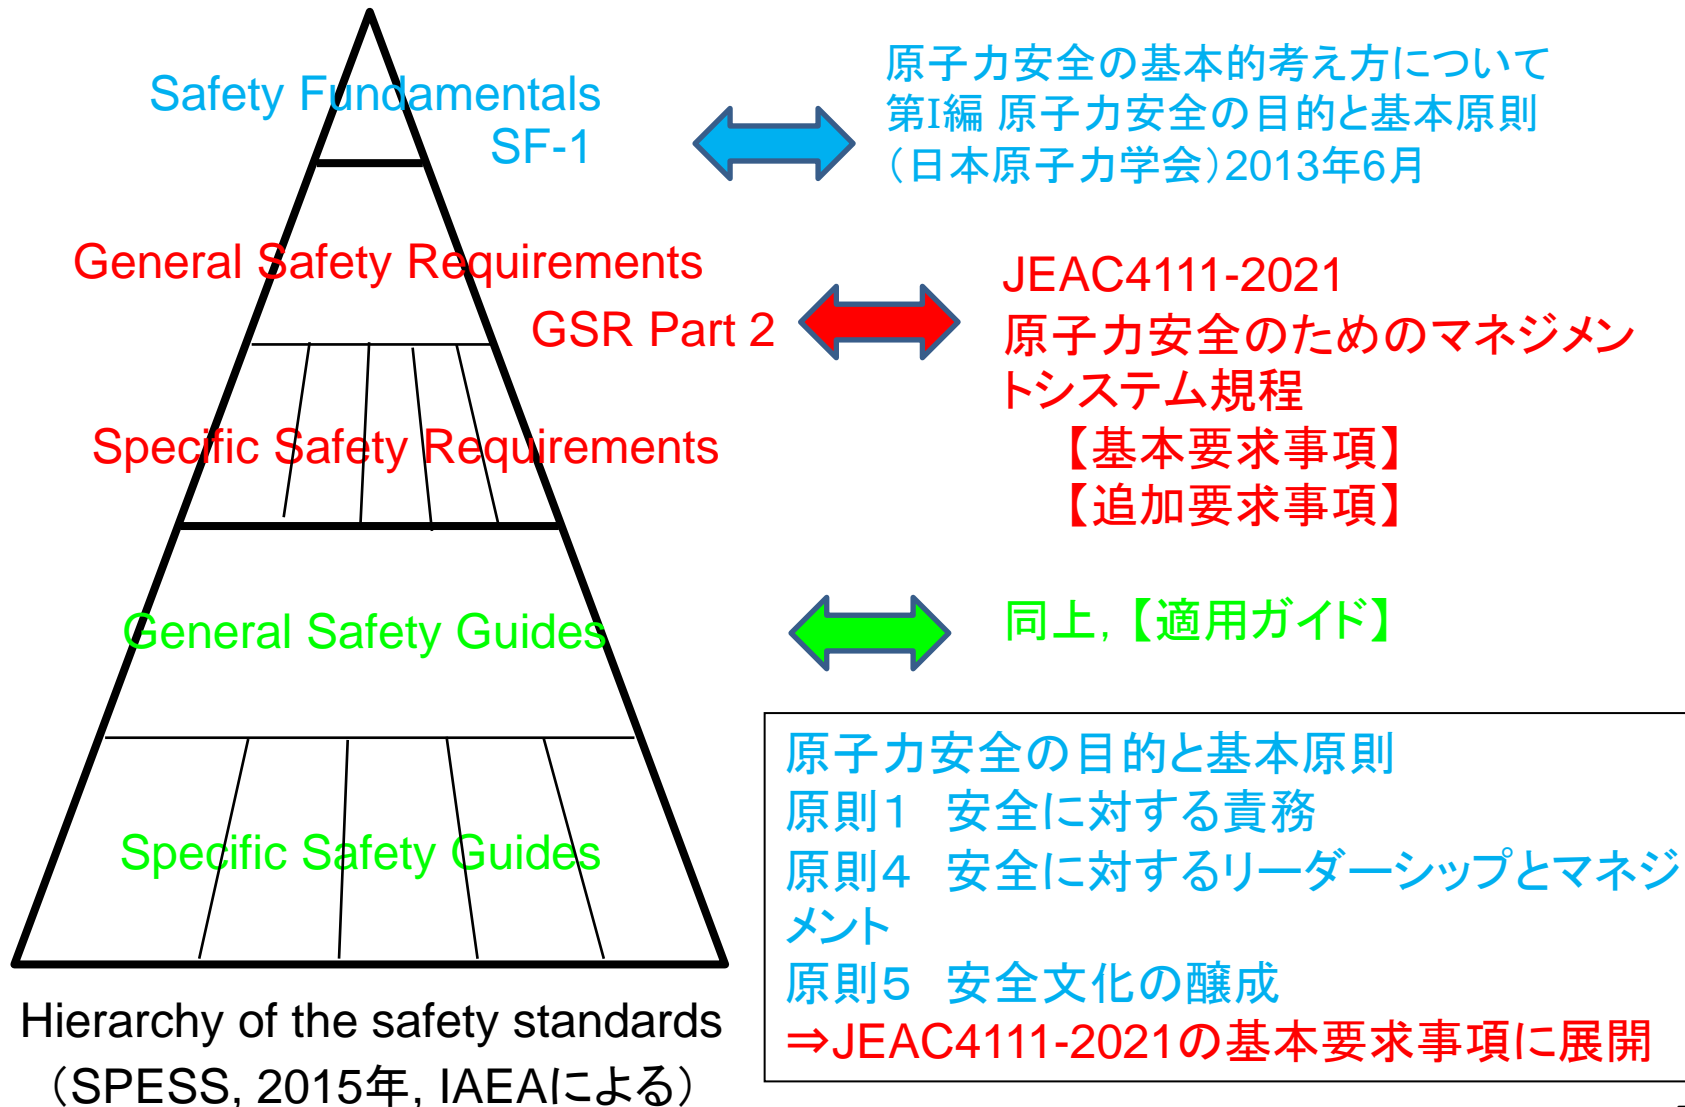 Safety Fundamentals
SF-1
原子力安全の基本的考え方について
第I編 原子力安全の目的と基本原則
（日本原子力学会）2013年6月
General Safety Requirements
GSR Part 2
JEAC4111-2021
原子力安全のためのマネジメン
トシステム規程
【基本要求事項】
【追加要求事項】
Specific Safety Requirements
General Safety Guides
同上，【適用ガイド】
Specific Safety Guides
原子力安全の目的と基本原則
原則１　安全に対する責務
原則４　安全に対するリーダーシップとマネジ
メント
原則５　安全文化の醸成
⇒JEAC4111-2021の基本要求事項に展開
Hierarchy of the safety standards
（SPESS, 2015年, IAEAによる）